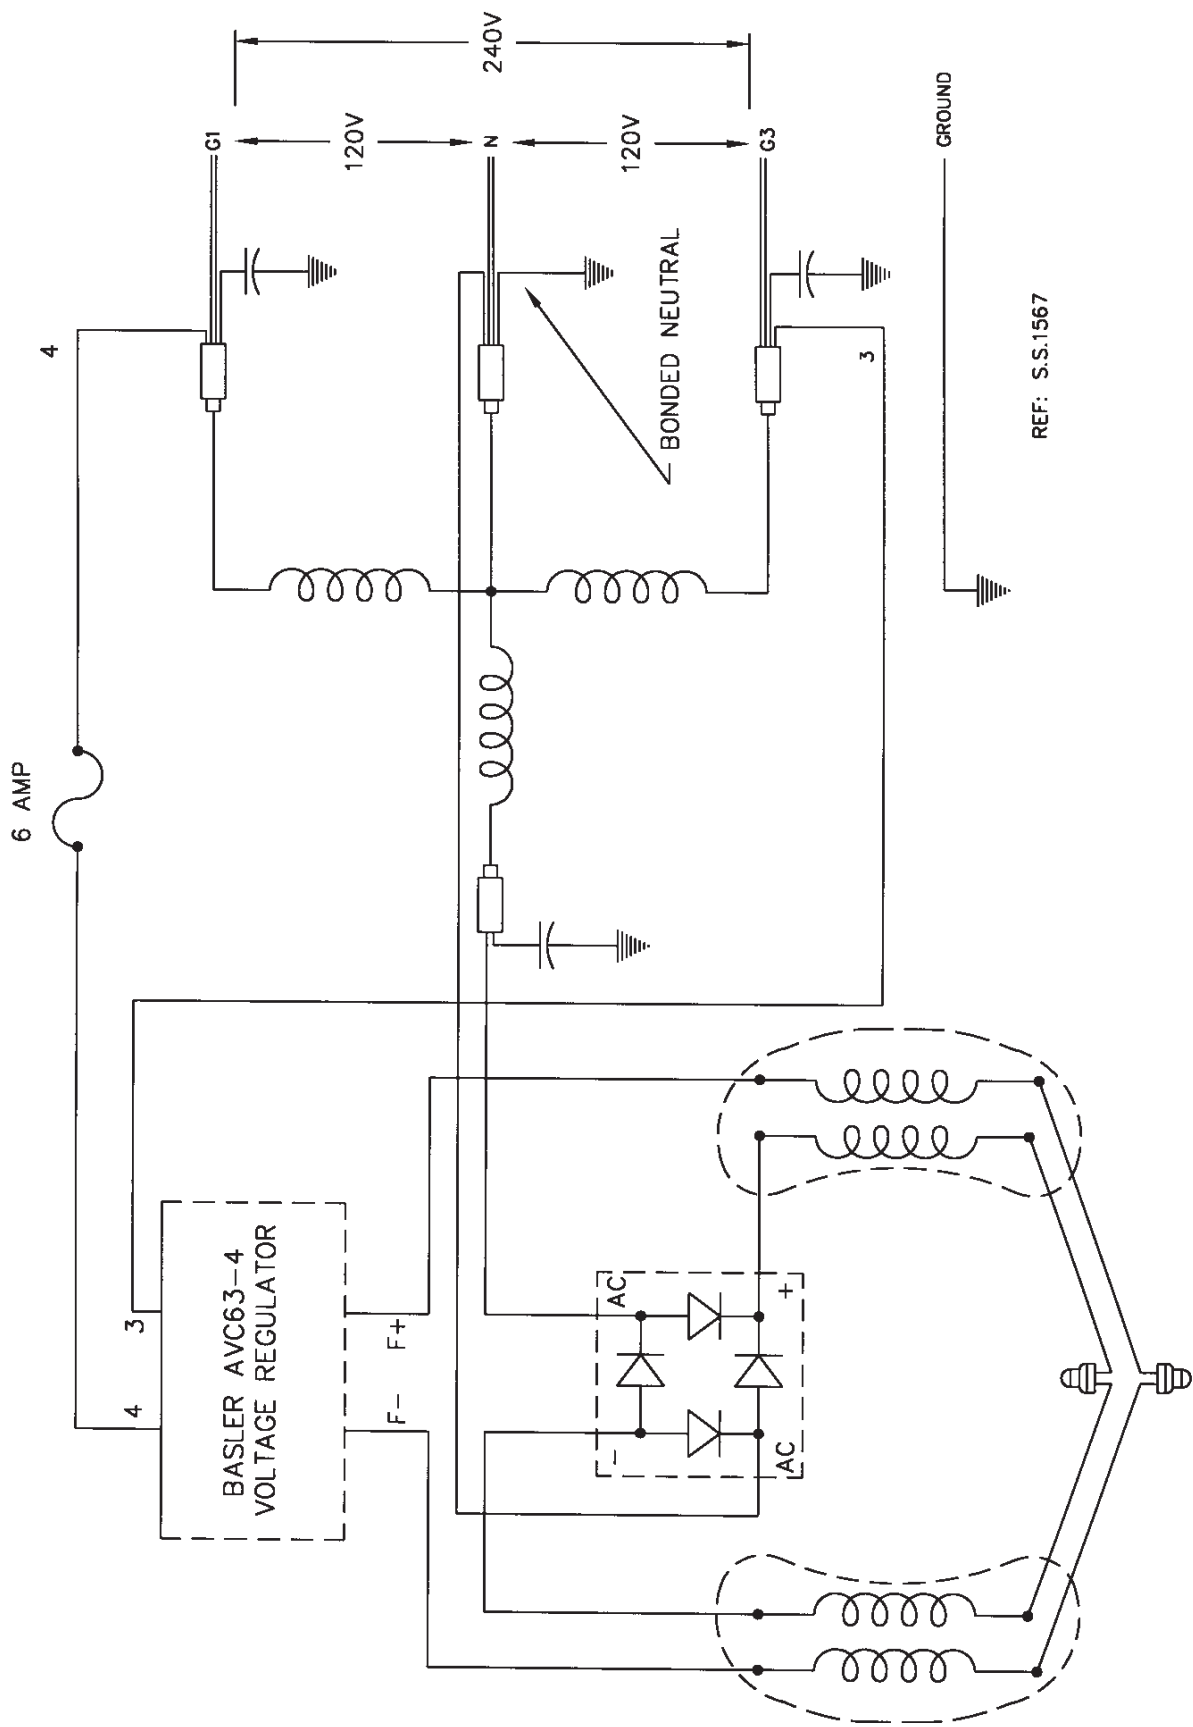 6 AMP
4
G1
120V
240V
N
120V
G3
GROUND
BONDED NEUTRAL
3
REF: S.S.1567
4
3
BASLER AVC63-4
VOLTAGE REGULATOR
F-
F+
AC
+
-
AC